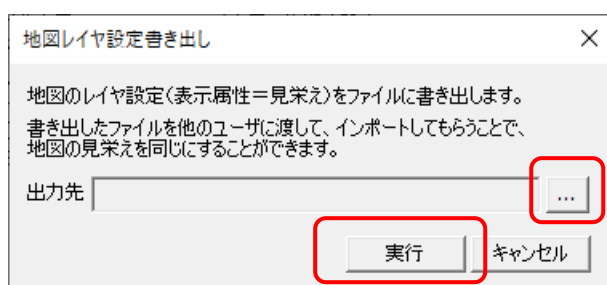 地図レイヤ設定書き出し
地図のレイヤ設定(表示属性=見栄え)をファイルに書き出します。
書き出したファイルを他のユーザに渡して、インポートしてもらうことで、
地図の見栄えを同じにすることができます。
出力先 ...
実行 キャンセル